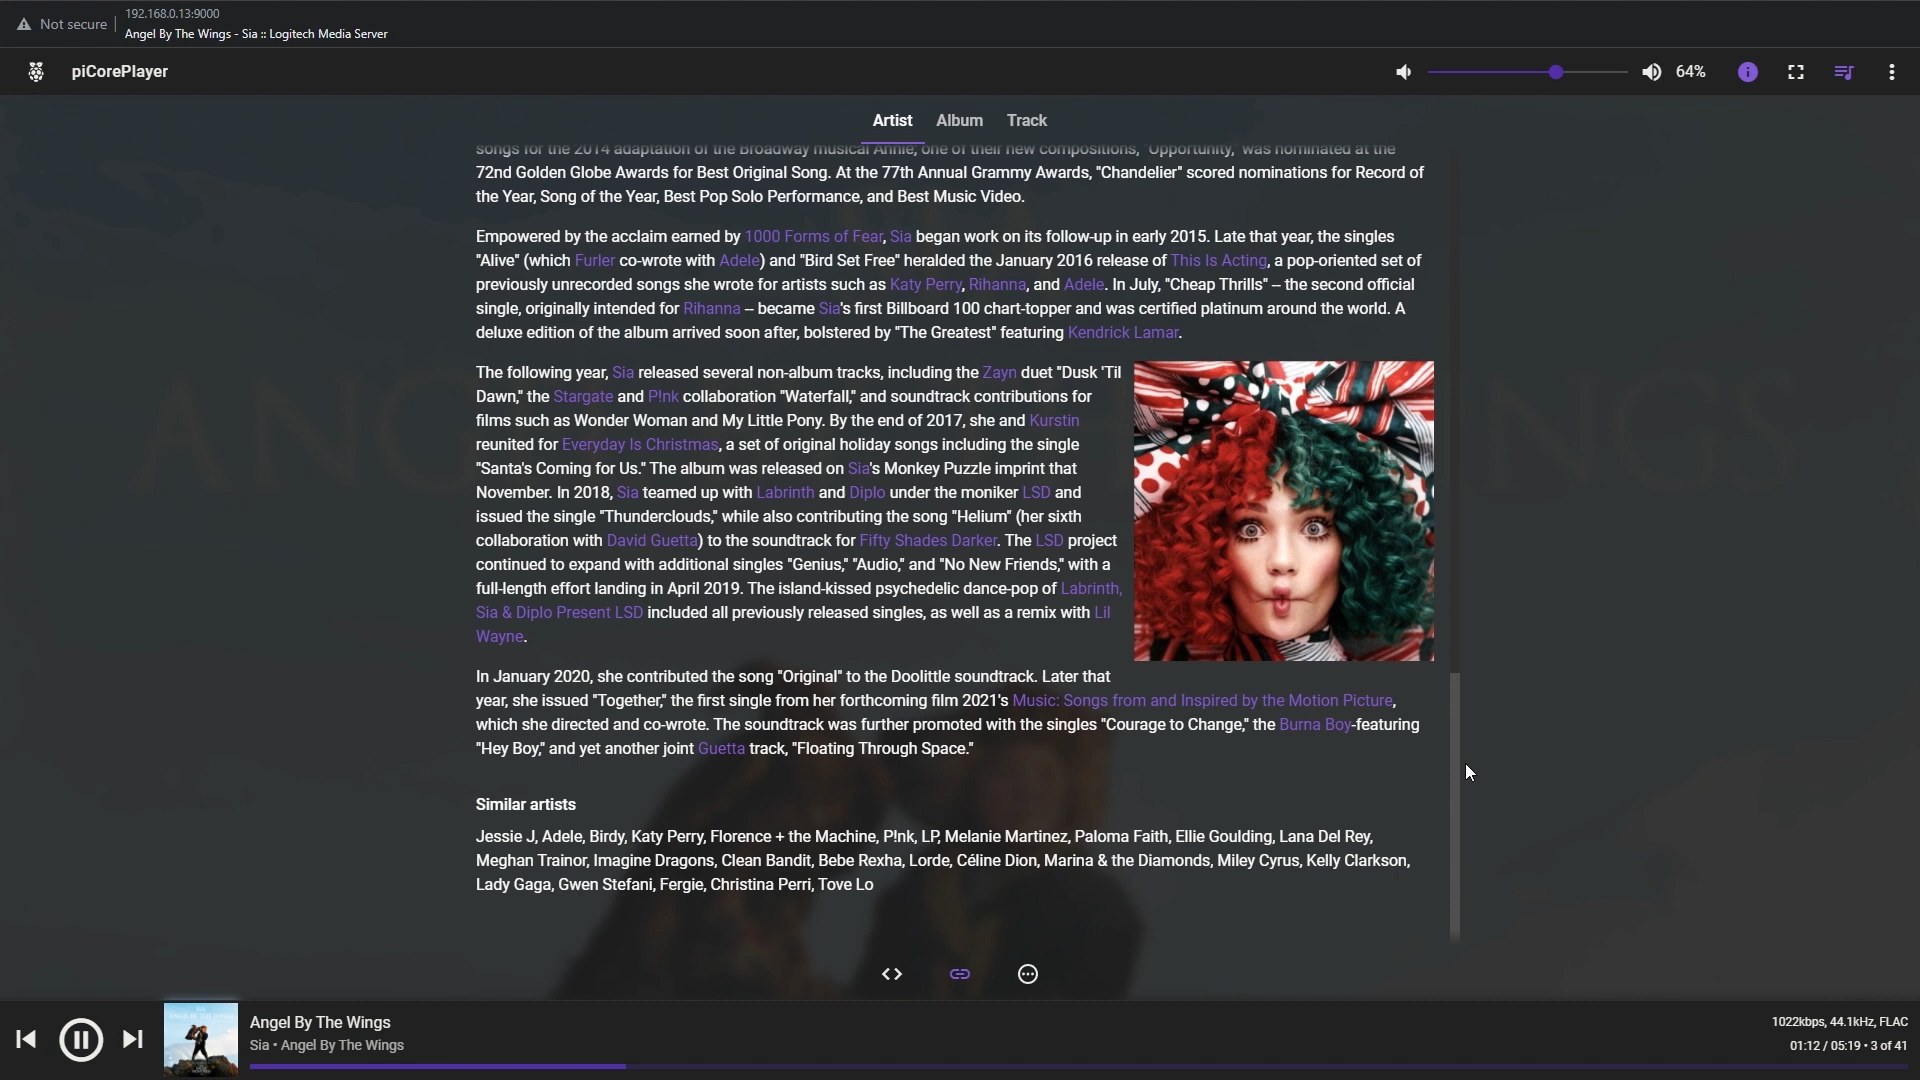 Not secure
192.168.0.13:9000
Angel By The Wings - Sia :: Logitech Media Server
piCorePlayer
64%
Artist Album Track
songs for the 2014 adaptation of the Broadway musical Annie; one of their new compositions, "Opportunity," was nominated at the
72nd Golden Globe Awards for Best Original Song. At the 77th Annual Grammy Awards, "Chandelier" scored nominations for Record of
the Year, Song of the Year, Best Pop Solo Performance, and Best Music Video.
Empowered by the acclaim earned by 1000 Forms of Fear, Sia began work on its follow-up in early 2015. Late that year, the singles
"Alive" (which Furler co-wrote with Adele) and "Bird Set Free" heralded the January 2016 release of This Is Acting, a pop-oriented set of
previously unrecorded songs she wrote for artists such as Katy Perry, Rihanna, and Adele. In July, "Cheap Thrills" -- the second official
single, originally intended for Rihanna -- became Sia's first Billboard 100 chart-topper and was certified platinum around the world. A
deluxe edition of the album arrived soon after, bolstered by "The Greatest" featuring Kendrick Lamar.
The following year, Sia released several non-album tracks, including the Zayn duet "Dusk 'Til
Dawn," the Stargate and P!nk collaboration "Waterfall," and soundtrack contributions for
films such as Wonder Woman and My Little Pony. By the end of 2017, she and Kurstin
reunited for Everyday Is Christmas, a set of original holiday songs including the single
"Santa's Coming for Us." The album was released on Sia's Monkey Puzzle imprint that
November. In 2018, Sia teamed up with Labrinth and Diplo under the moniker LSD and
issued the single "Thunderclouds," while also contributing the song "Helium" (her sixth
collaboration with David Guetta) to the soundtrack for Fifty Shades Darker. The LSD project
continued to expand with additional singles "Genius," "Audio," and "No New Friends," with a
full-length effort landing in April 2019. The island-kissed psychedelic dance-pop of Labrinth,
Sia & Diplo Present LSD included all previously released singles, as well as a remix with Lil
Wayne.
In January 2020, she contributed the song "Original" to the Doolittle soundtrack. Later that
year, she issued "Together," the first single from her forthcoming film 2021's Music: Songs from and Inspired by the Motion Picture,
which she directed and co-wrote. The soundtrack was further promoted with the singles "Courage to Change," the Burna Boy-featuring
"Hey Boy," and yet another joint Guetta track, "Floating Through Space."
Similar artists
Jessie J, Adele, Birdy, Katy Perry, Florence + the Machine, P!nk, LP, Melanie Martinez, Paloma Faith, Ellie Goulding, Lana Del Rey,
Meghan Trainor, Imagine Dragons, Clean Bandit, Bebe Rexha, Lorde, Céline Dion, Marina & the Diamonds, Miley Cyrus, Kelly Clarkson,
Lady Gaga, Gwen Stefani, Fergie, Christina Perri, Tove Lo
Angel By The Wings
Sia • Angel By The Wings
1022kbps, 44.1kHz, FLAC
01:12 / 05:19 • 3 of 41